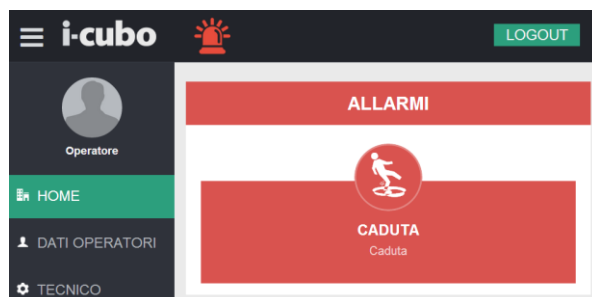 i-cubo
LOGOUT
Operatore
HOME
DATI OPERATORI
TECNICO
ALLARMI
CADUTA
Caduta